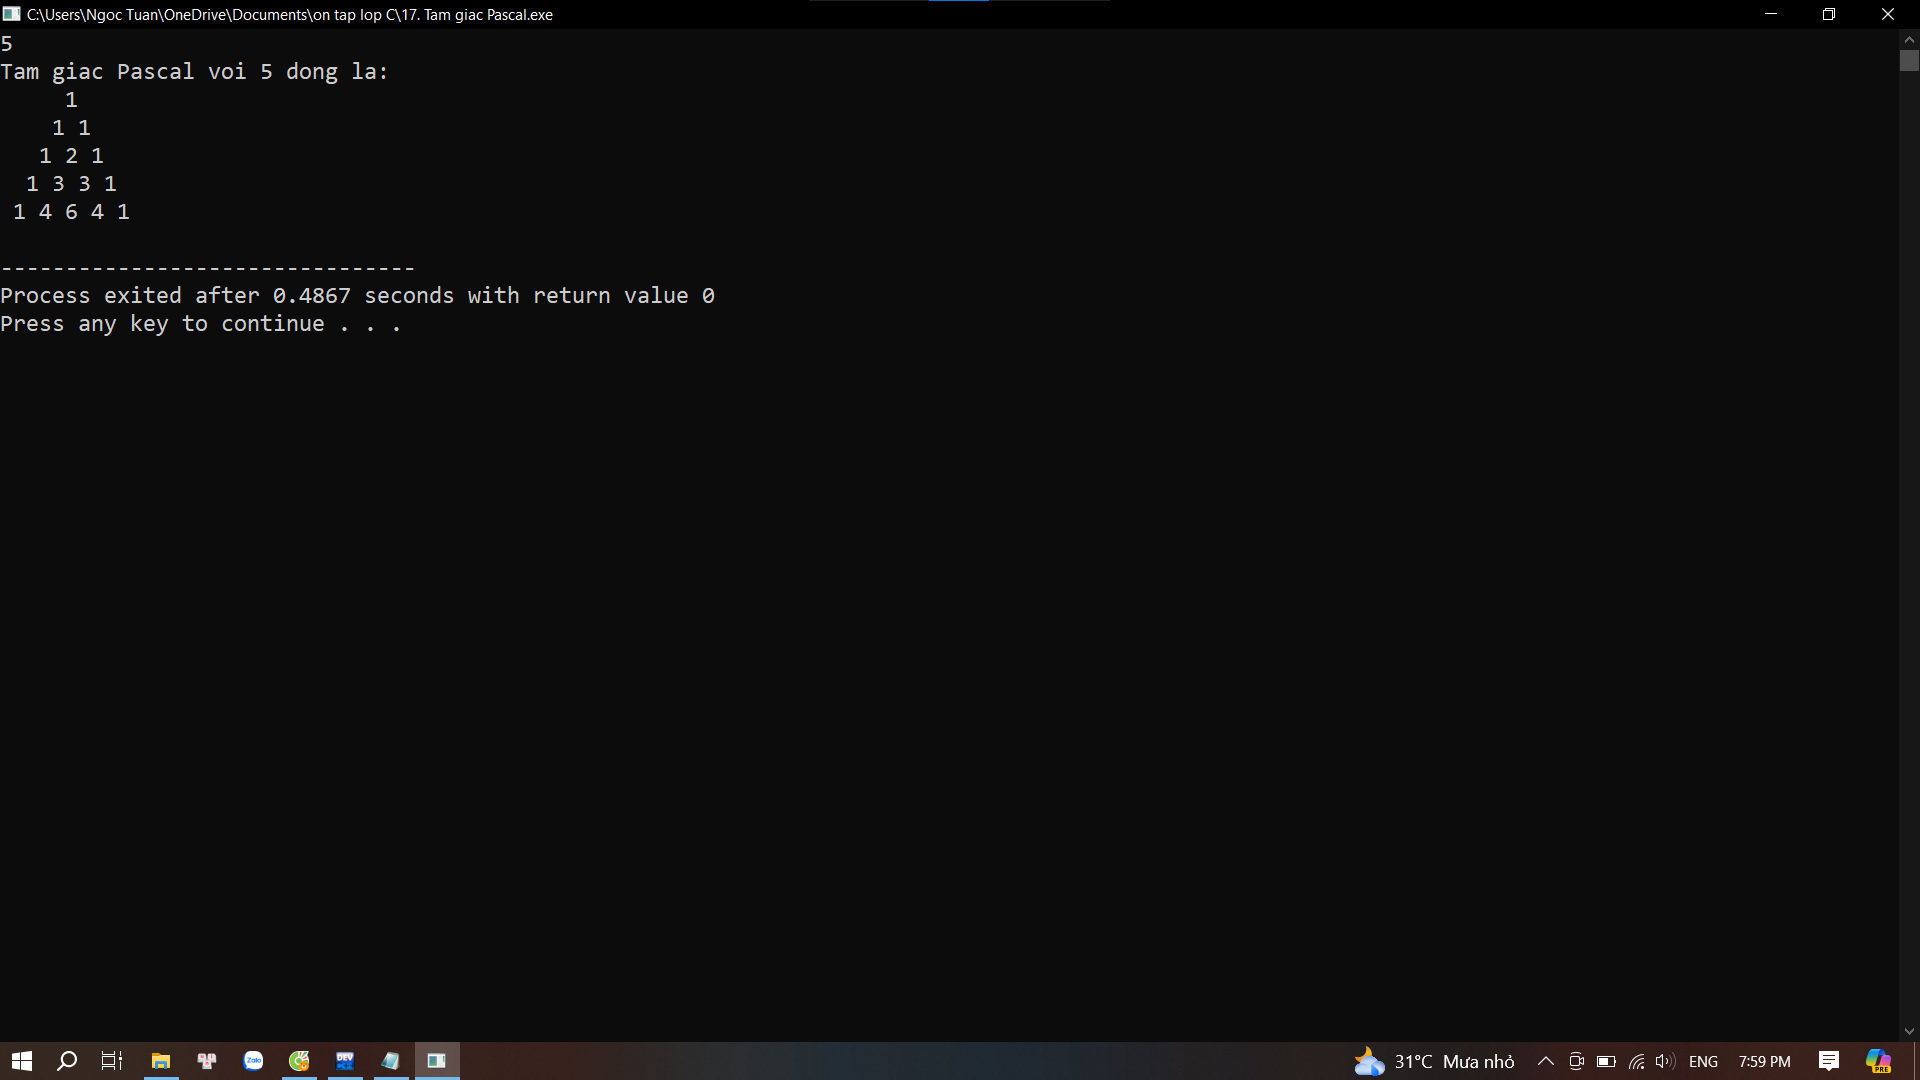 C:\Users\Ngoc Tuan\OneDrive\Documents\on tap lop C\17. Tam giac Pascal.exe
5
Tam giac Pascal voi 5 dong la:
     1
    1 1
   1 2 1
  1 3 3 1
 1 4 6 4 1
--------------------------------
Process exited after 0.4867 seconds with return value 0
Press any key to continue . . .
Zalo
DEV
31°C Mưa nhỏ
ENG
7:59 PM
PRE